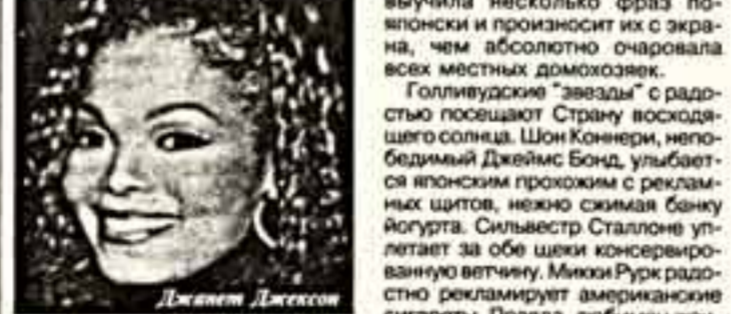 выучила несколько фраз по-
японски и произносит их с экра-
на, чем абсолютно очаровала
всех местных домохозяек.
Голливудские "звезды" с радо-
стью посещают Страну восходя-
щего солнца. Шон Коннери, непо-
бедимый Джеймс Бонд, улыбает-
ся японским прохожим с реклам-
ных щитов, нежно сжимая банку
йогурта. Сильвестр Сталлоне уп-
летает за обе щеки консервиро-
ванную ветчину. Микки Рурк радо-
стно рекламирует американские
Джанет Джексон